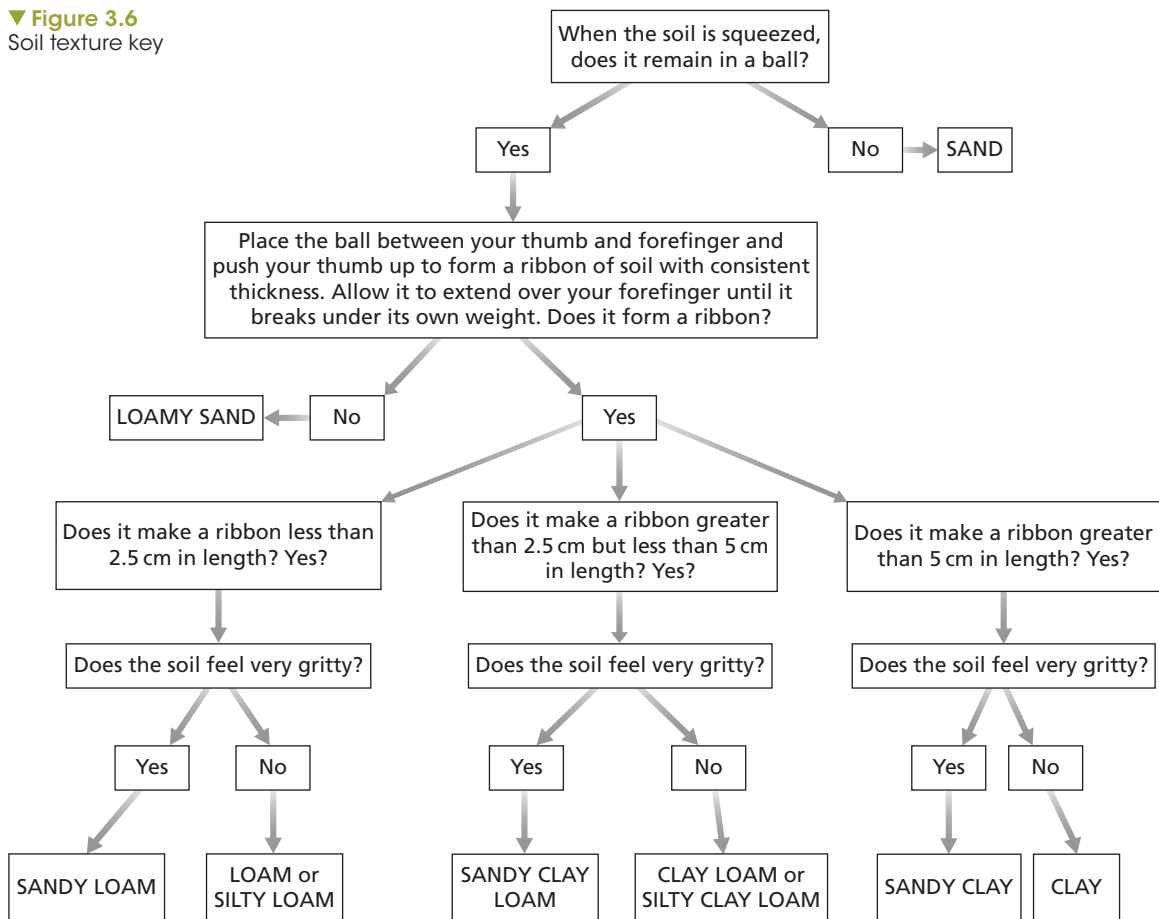 ▼ Figure 3.6
Soil texture key
When the soil is squeezed,
does it remain in a ball?
Yes
No
SAND
Place the ball between your thumb and forefinger and
push your thumb up to form a ribbon of soil with consistent
thickness. Allow it to extend over your forefinger until it
breaks under its own weight. Does it form a ribbon?
LOAMY SAND
No
Yes
Does it make a ribbon less than
2.5 cm in length? Yes?
Does it make a ribbon greater
than 2.5 cm but less than 5 cm
in length? Yes?
Does it make a ribbon greater
than 5 cm in length? Yes?
Does the soil feel very gritty?
Does the soil feel very gritty?
Does the soil feel very gritty?
Yes
No
Yes
No
Yes
No
SANDY LOAM
LOAM or
SILTY LOAM
SANDY CLAY
LOAM
CLAY LOAM or
SILTY CLAY LOAM
SANDY CLAY
CLAY